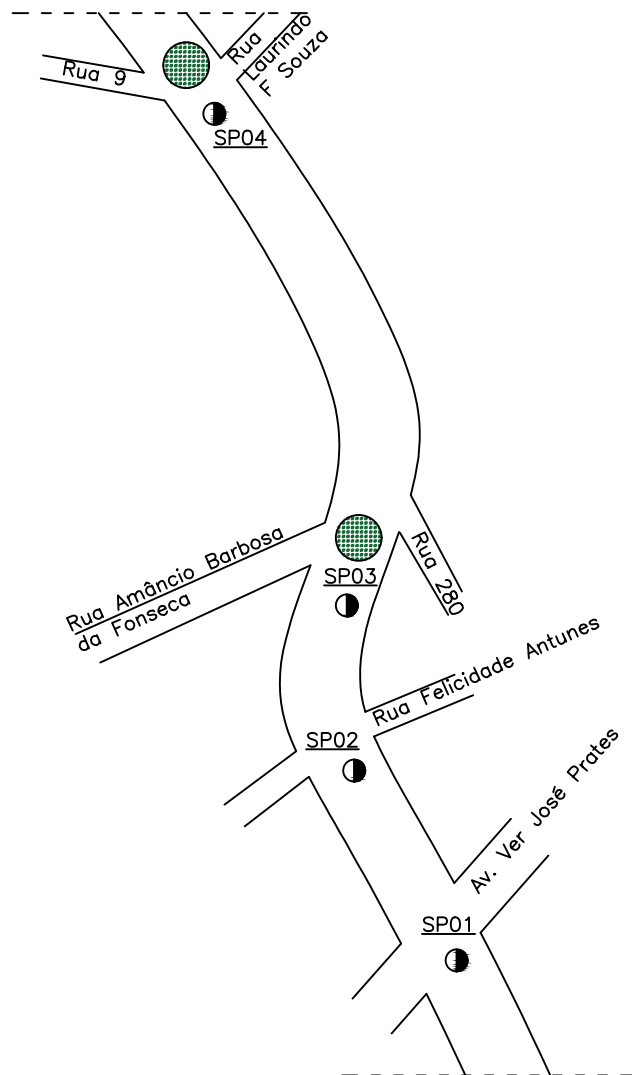 Rua
Laurindo
F Souza
Rua 9
SP04
Rua Amâncio Barbosa
da Fonseca
SP03
Rua 280
Rua Felicidade Antunes
SP02
Av. Ver José Prates
SP01